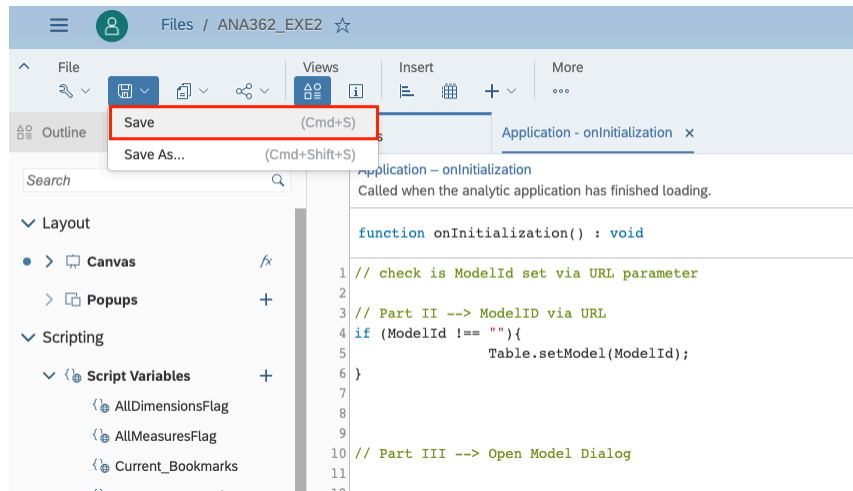 Files / ANA362_EXE2
File Views Insert More
Save (Cmd+S)
Save As... (Cmd+Shift+S)
Outline
Application - onInitialization ×
Search
Application – onInitialization
Called when the analytic application has finished loading.
function onInitialization() : void
Layout
Canvas fx
Popups +
Scripting
Script Variables +
AllDimensionsFlag
AllMeasuresFlag
Current_Bookmarks
1 // check is ModelId set via URL parameter
2
3 // Part II --> ModelID via URL
4 if (ModelId !== ""){
5 Table.setModel(ModelId);
6 }
7
8
9
10 // Part III --> Open Model Dialog
11